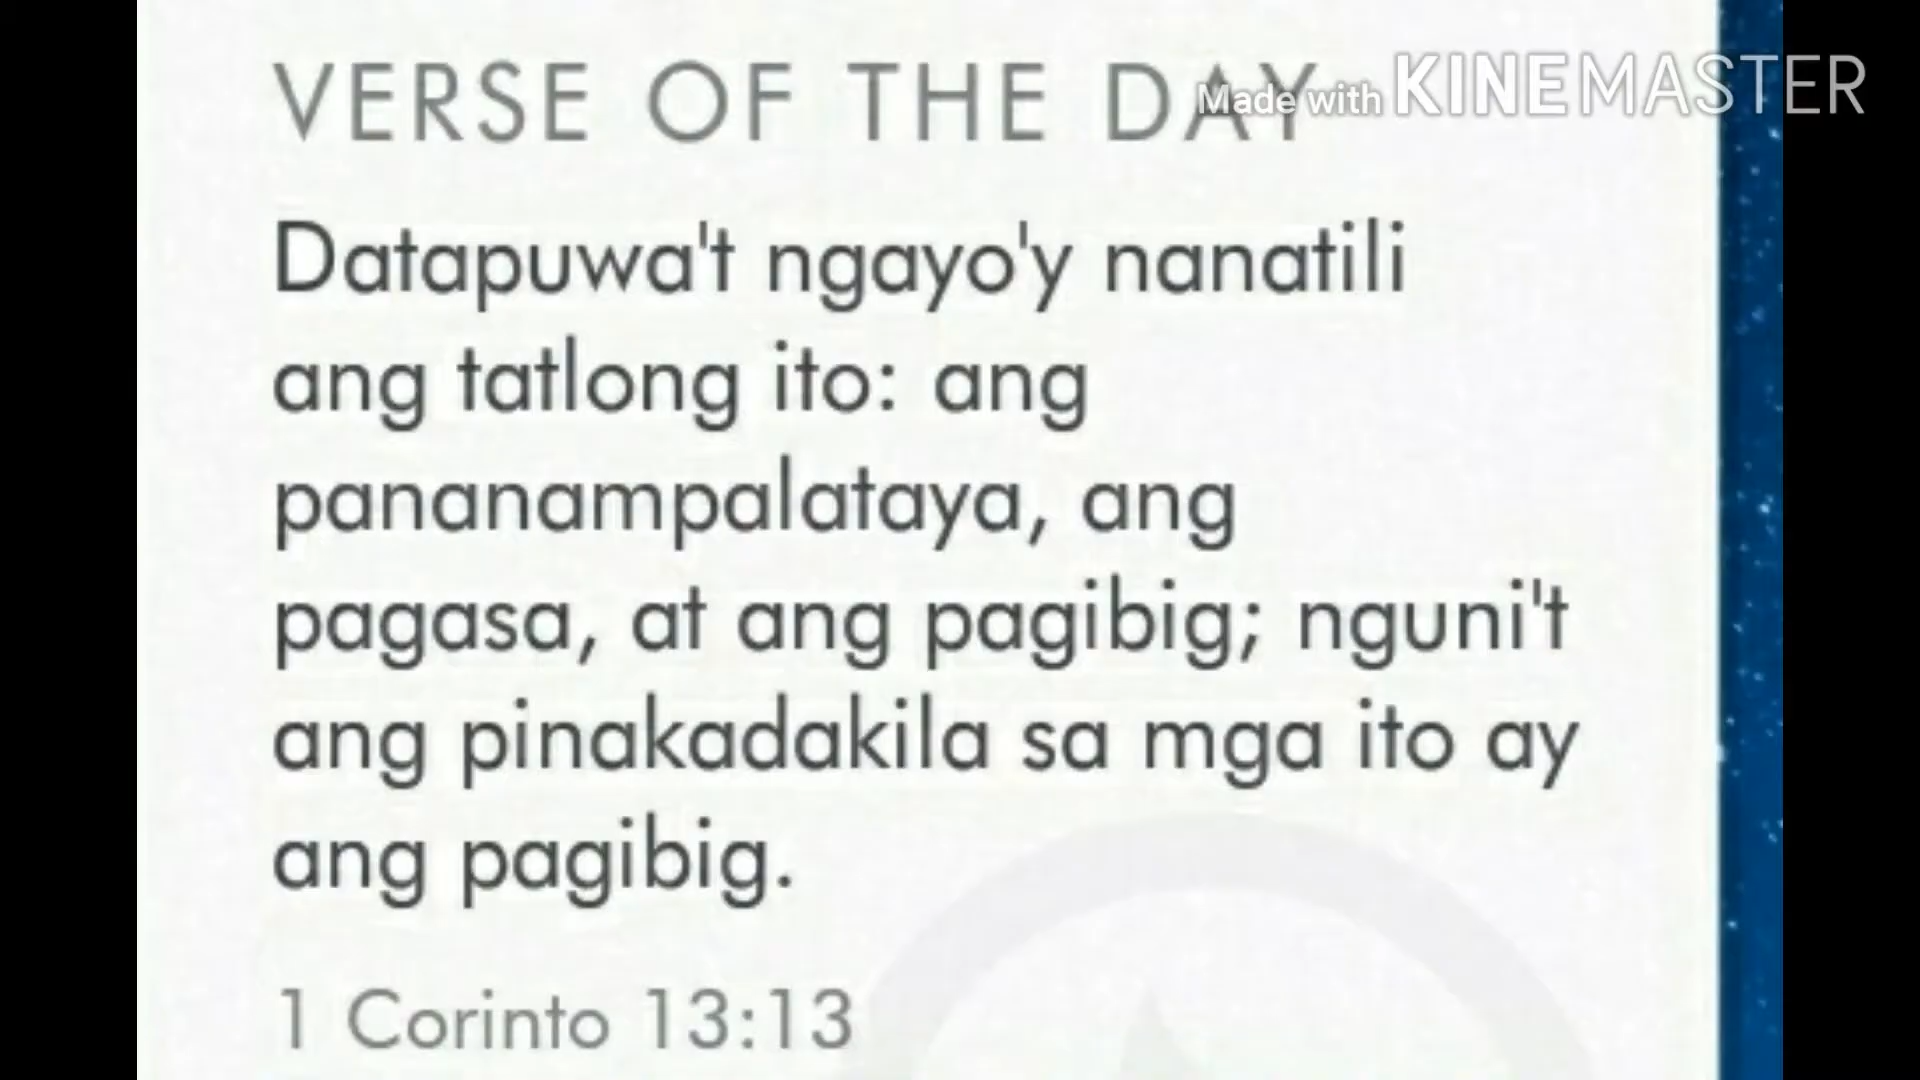 VERSE OF THE DAY
Made with KINEMASTER
Datapuwa't ngayo'y nanatili
ang tatlong ito: ang
pananampalataya, ang
pagasa, at ang pagibig; nguni't
ang pinakadakila sa mga ito ay
ang pagibig.
1 Corinto 13:13